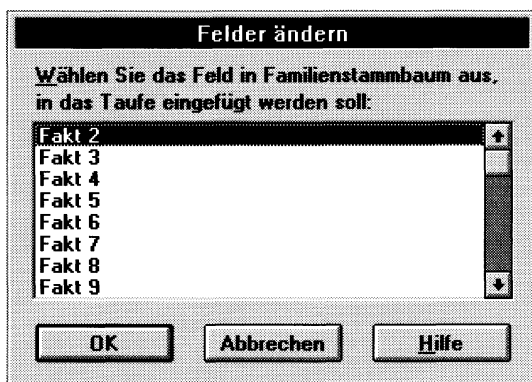 Felder ändern
Wählen Sie das Feld in Familienstammbaum aus,
in das Taufe eingefügt werden soll:
Fakt 2
Fakt 3
Fakt 4
Fakt 5
Fakt 6
Fakt 7
Fakt 8
Fakt 9
OK Abbrechen Hilfe